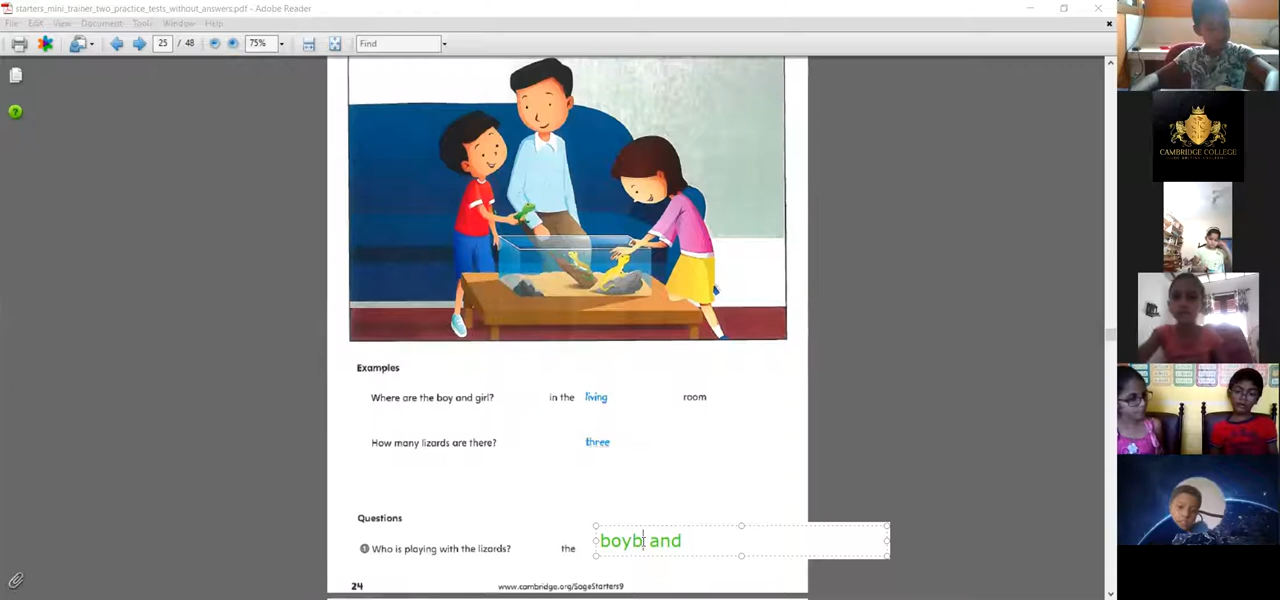 starters_mini_trainer_two_practice_tests_without_answers.pdf - Adobe Reader
File Edit View Document Tools Window Help
25 / 48 75% Find
CAMBRIDGE COLLEGE
Examples
Where are the boy and girl? in the living room
How many lizards are there? three
Questions
1 Who is playing with the lizards? the boyb and
24 www.cambridge.org/SageStarters9